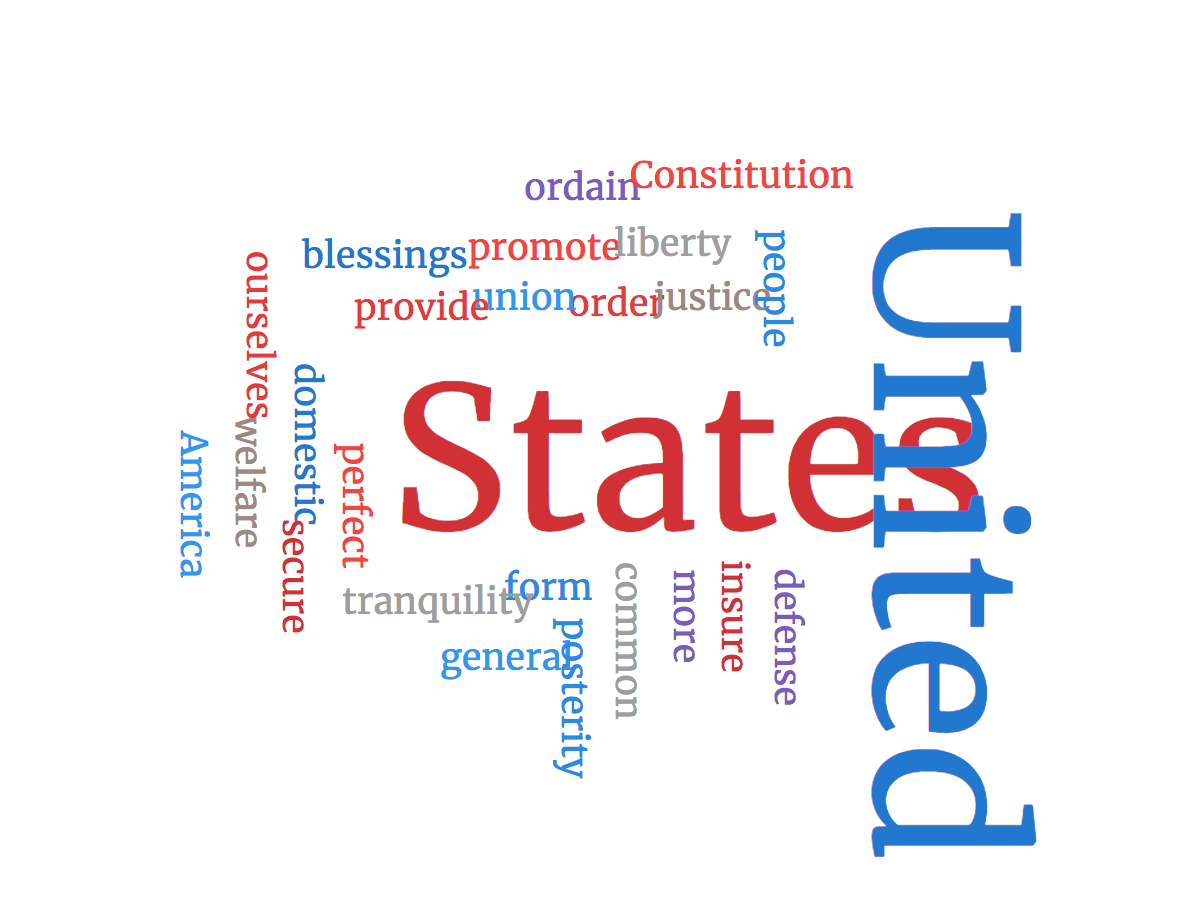 ordain
Constitution
blessings
promote
liberty
people
provide
union
order
justice
ourselves
domestic
welfare
America
perfect
secure
States
United
tranquility
form
common
more
insure
defense
general
posterity